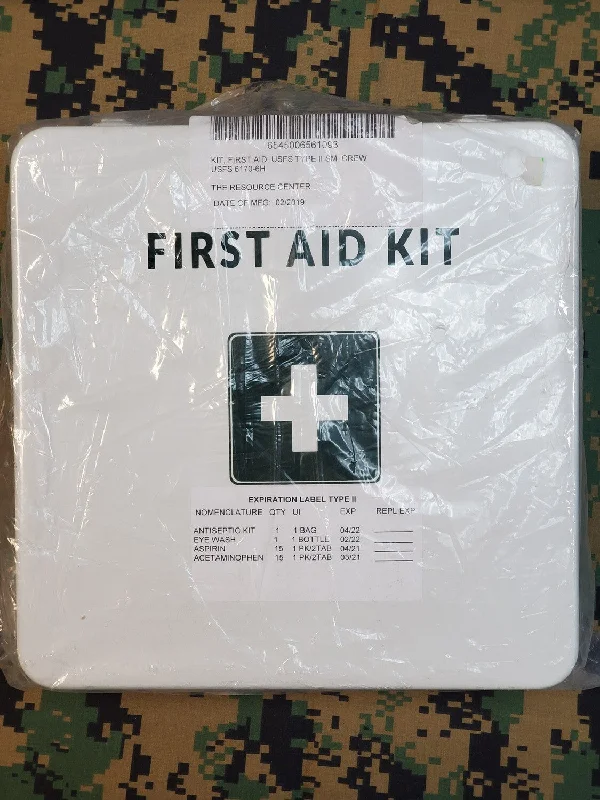 6545006561093
KIT, FIRST AID, USFS TYPE II SM. CREW
USFS 6170-6H
THE RESOURCE CENTER
DATE OF MFG: 02/2019
FIRST AID KIT
EXPIRATION LABEL TYPE II
NOMENCLATURE QTY UI EXP REPL EXP
ANTISEPTIC KIT 1 1 BAG 04/22
EYE WASH 1 1 BOTTLE 02/22
ASPIRIN 15 1 PK/2TAB 04/21
ACETAMINOPHEN 15 1 PK/2TAB